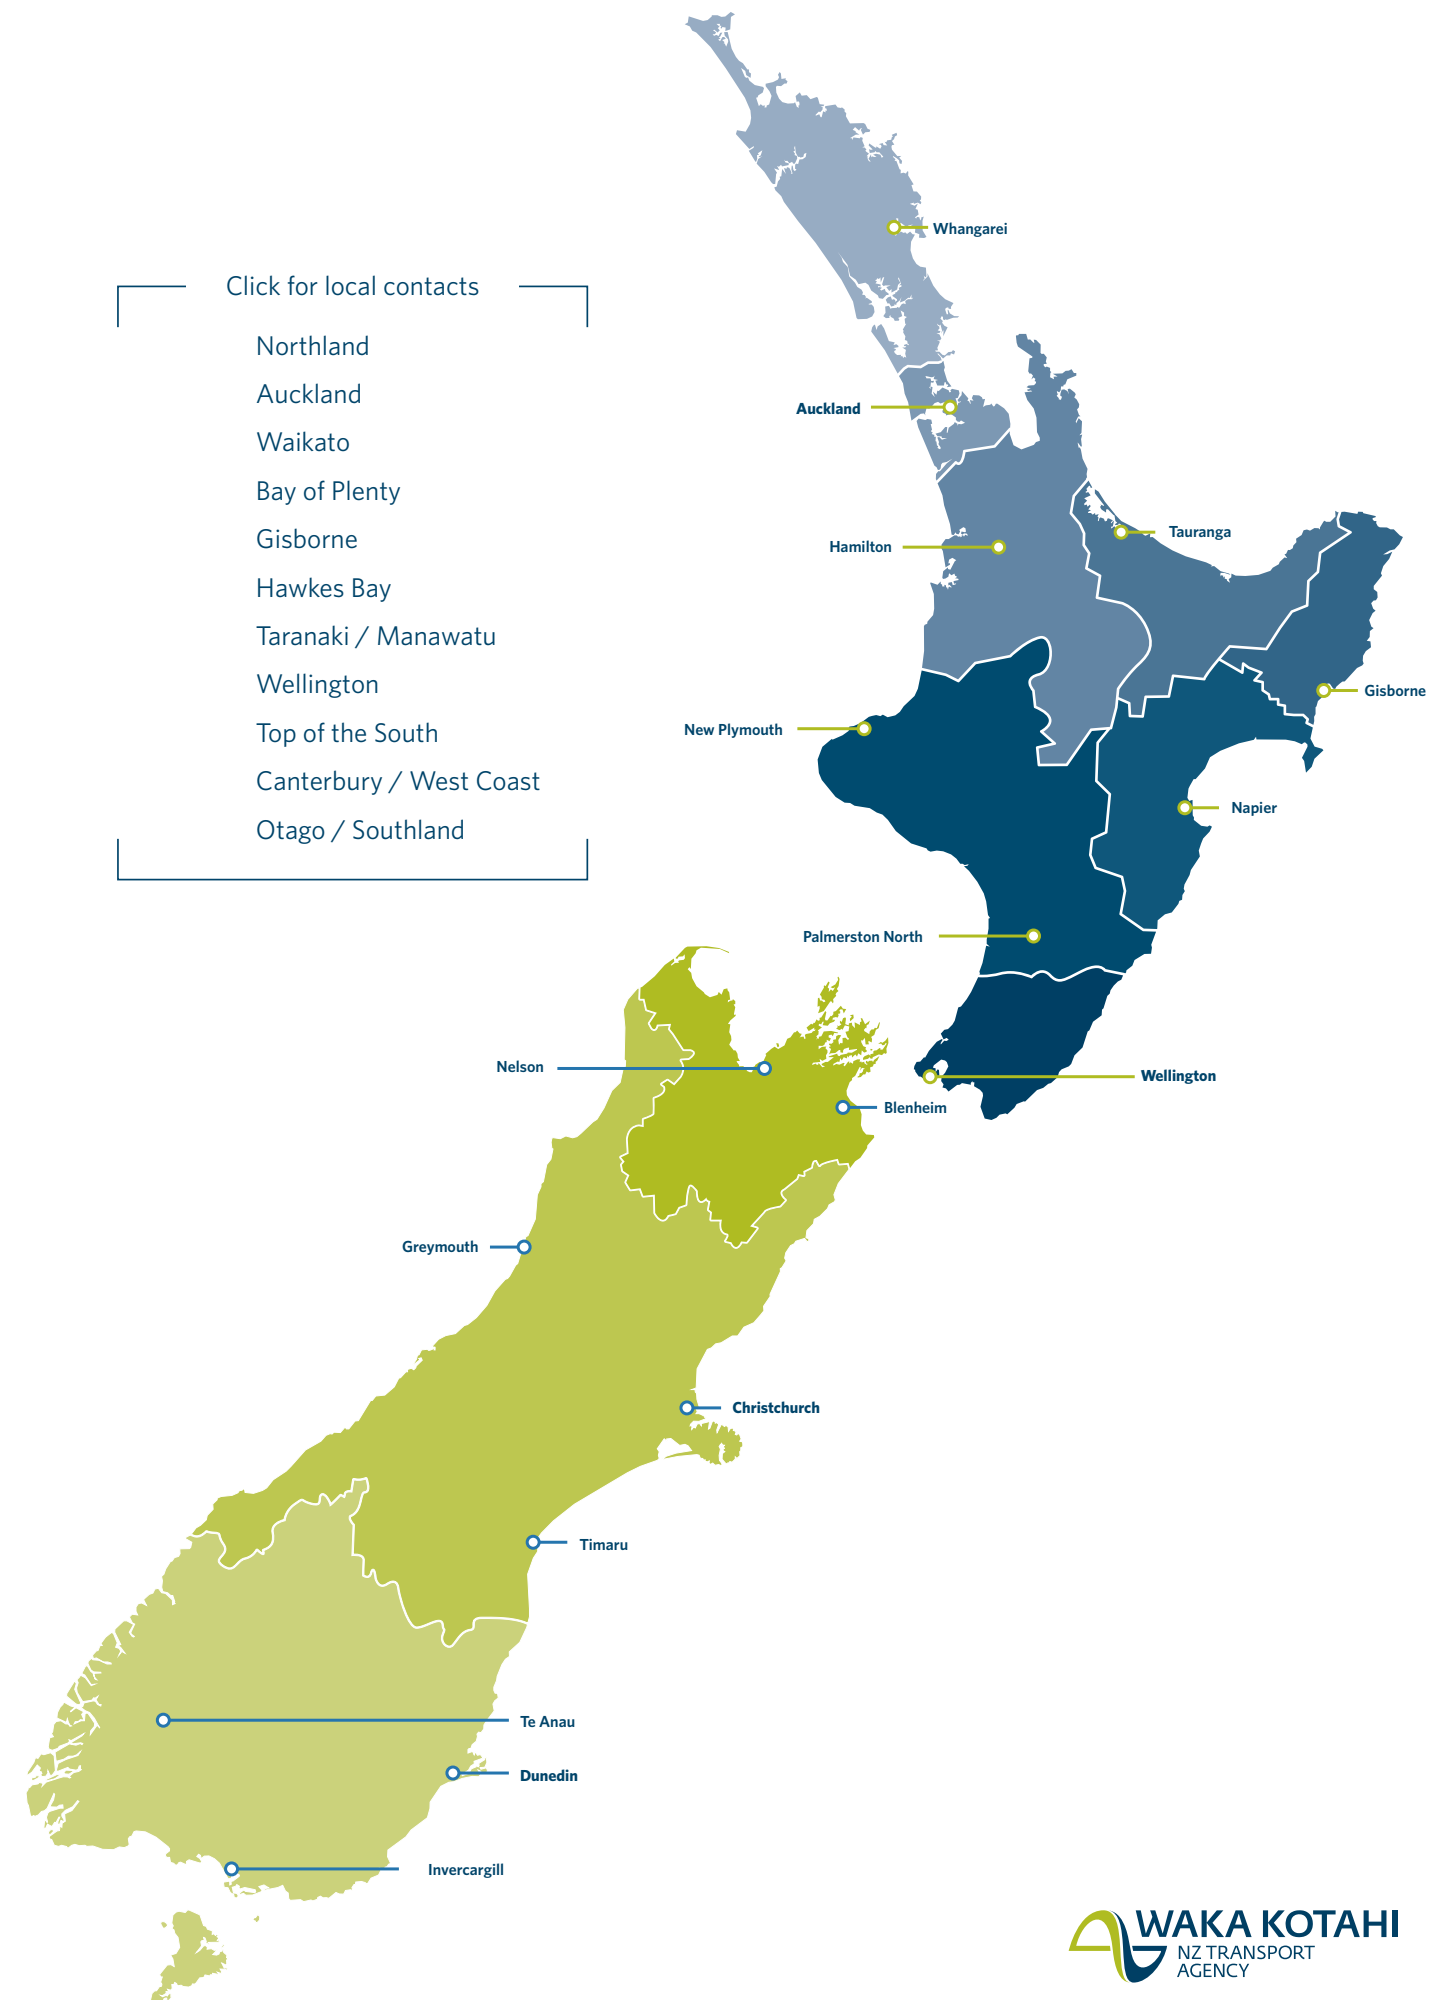 Click for local contacts
Northland
Auckland
Waikato
Bay of Plenty
Gisborne
Hawkes Bay
Taranaki / Manawatu
Wellington
Top of the South
Canterbury / West Coast
Otago / Southland
Whangarei
Auckland
Tauranga
Hamilton
Gisborne
New Plymouth
Napier
Palmerston North
Nelson
Wellington
Blenheim
Greymouth
Christchurch
Timaru
Te Anau
Dunedin
Invercargill
WAKA KOTAHI
NZ TRANSPORT
AGENCY